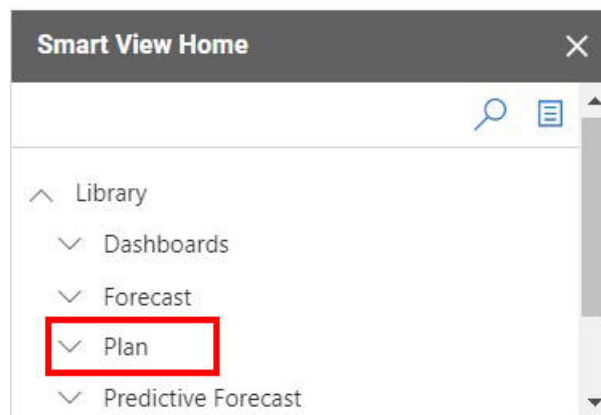 Smart View Home
Library
Dashboards
Forecast
Plan
Predictive Forecast